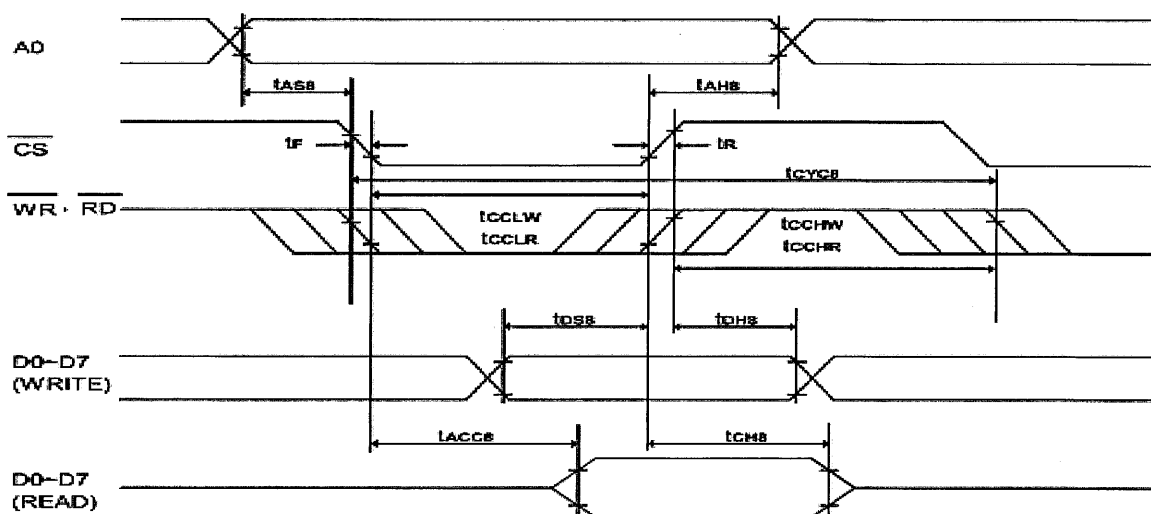 A0
tAS8
tAH8
CS
tF
tR
tCYC8
WR · RD
tCCLW
tCCLR
tCCHW
tCCHR
tDS8
tDH8
D0~D7
(WRITE)
tACC8
tCH8
D0~D7
(READ)